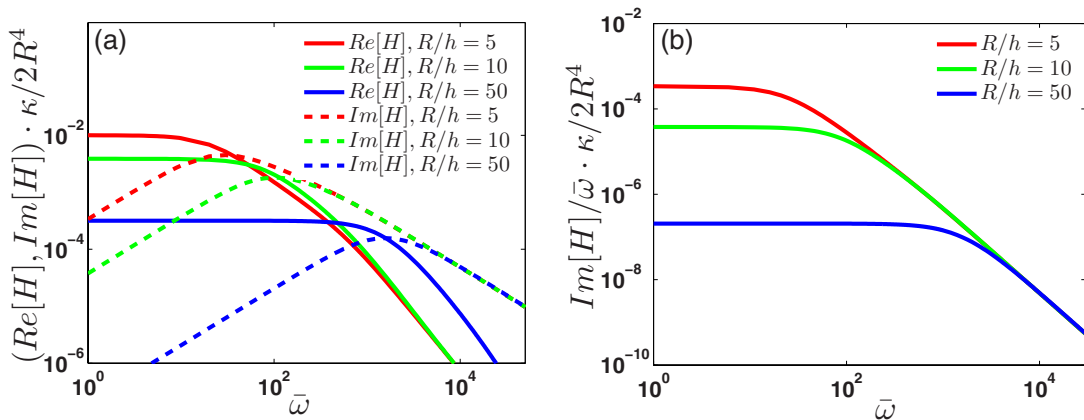 (a)
Re[H], R/h = 5
Re[H], R/h = 10
Re[H], R/h = 50
Im[H], R/h = 5
Im[H], R/h = 10
Im[H], R/h = 50
(Re[H], Im[H]) · κ/2R⁴
10⁻²
10⁻⁴
10⁻⁶
10⁰ 10² 10⁴
ω̄
(b)
R/h = 5
R/h = 10
R/h = 50
Im[H]/ω̄ · κ/2R⁴
10⁻²
10⁻⁴
10⁻⁶
10⁻⁸
10⁻¹⁰
10⁰ 10² 10⁴
ω̄